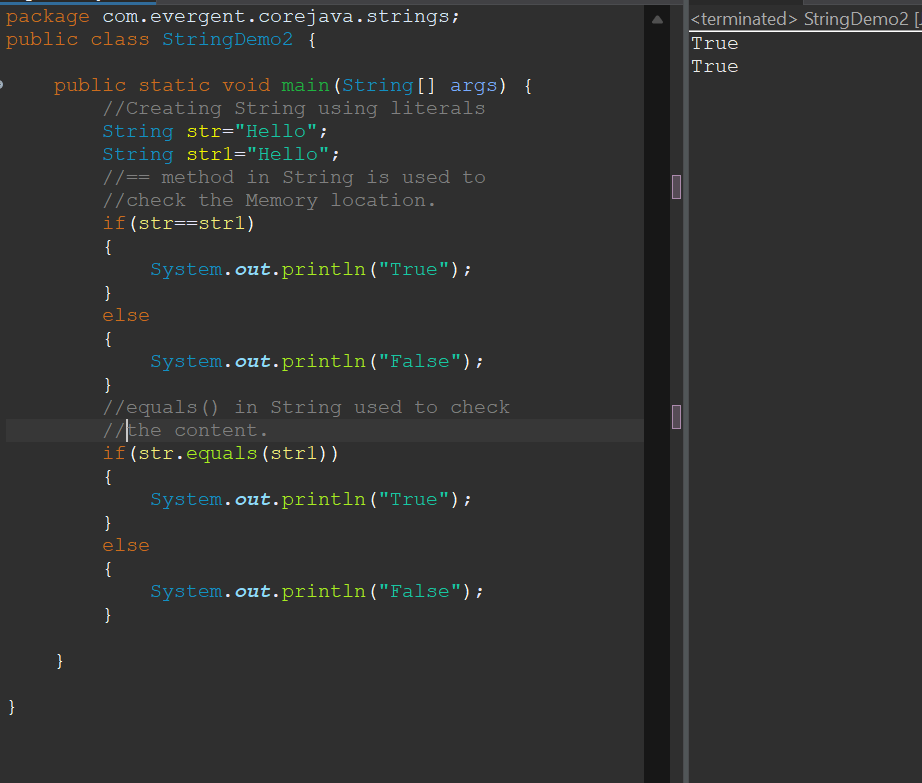 package com.evergent.corejava.strings;
public class StringDemo2 {
public static void main(String[] args) {
//Creating String using literals
String str="Hello";
String str1="Hello";
//== method in String is used to
//check the Memory location.
if(str==str1)
{
System.out.println("True");
}
else
{
System.out.println("False");
}
//equals() in String used to check
//the content.
if(str.equals(str1))
{
System.out.println("True");
}
else
{
System.out.println("False");
}
}
}
<terminated> StringDemo2 [
True
True